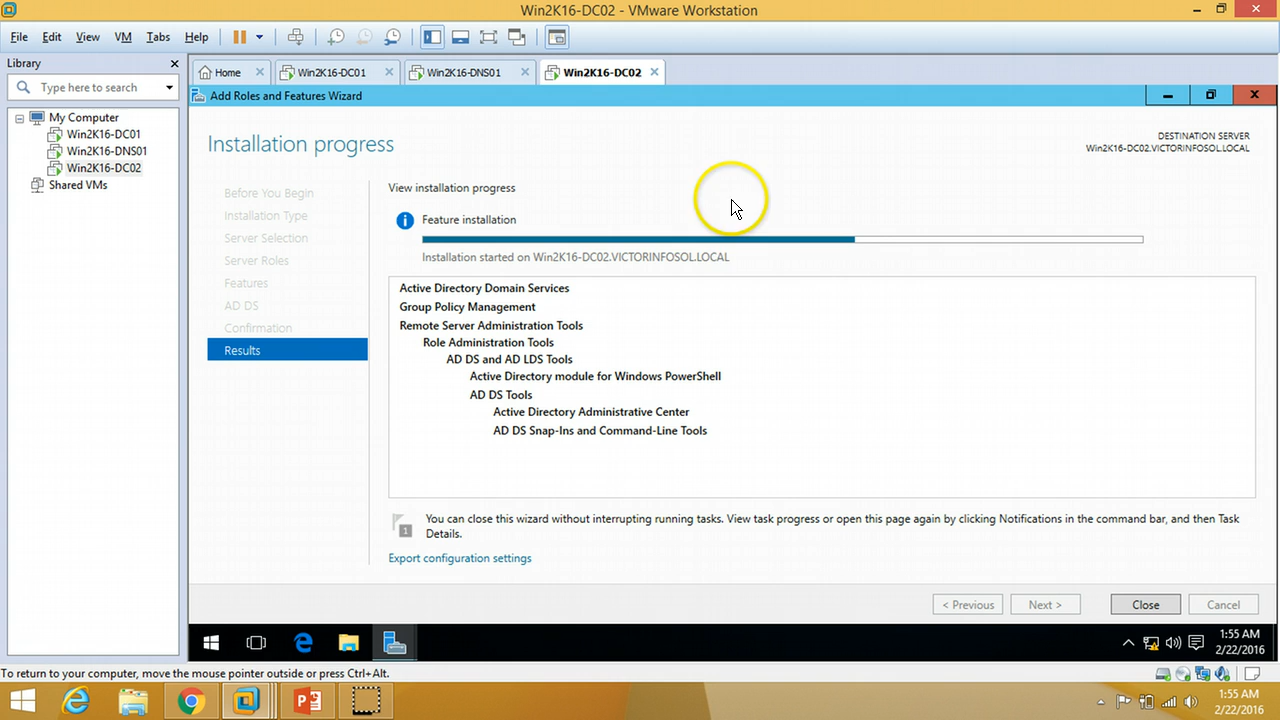 Win2K16-DC02 - VMware Workstation
File Edit View VM Tabs Help
Library
Type here to search
My Computer
Win2K16-DC01
Win2K16-DNS01
Win2K16-DC02
Shared VMs
Home Win2K16-DC01 Win2K16-DNS01 Win2K16-DC02
Add Roles and Features Wizard
Installation progress
DESTINATION SERVER
Win2K16-DC02.VICTORINFOSOL.LOCAL
Before You Begin
Installation Type
Server Selection
Server Roles
Features
AD DS
Confirmation
Results
View installation progress
Feature installation
Installation started on Win2K16-DC02.VICTORINFOSOL.LOCAL
Active Directory Domain Services
Group Policy Management
Remote Server Administration Tools
Role Administration Tools
AD DS and AD LDS Tools
Active Directory module for Windows PowerShell
AD DS Tools
Active Directory Administrative Center
AD DS Snap-Ins and Command-Line Tools
1
You can close this wizard without interrupting running tasks. View task progress or open this page again by clicking Notifications in the command bar, and then Task
Details.
Export configuration settings
< Previous Next > Close Cancel
1:55 AM
2/22/2016
To return to your computer, move the mouse pointer outside or press Ctrl+Alt.
1:55 AM
2/22/2016